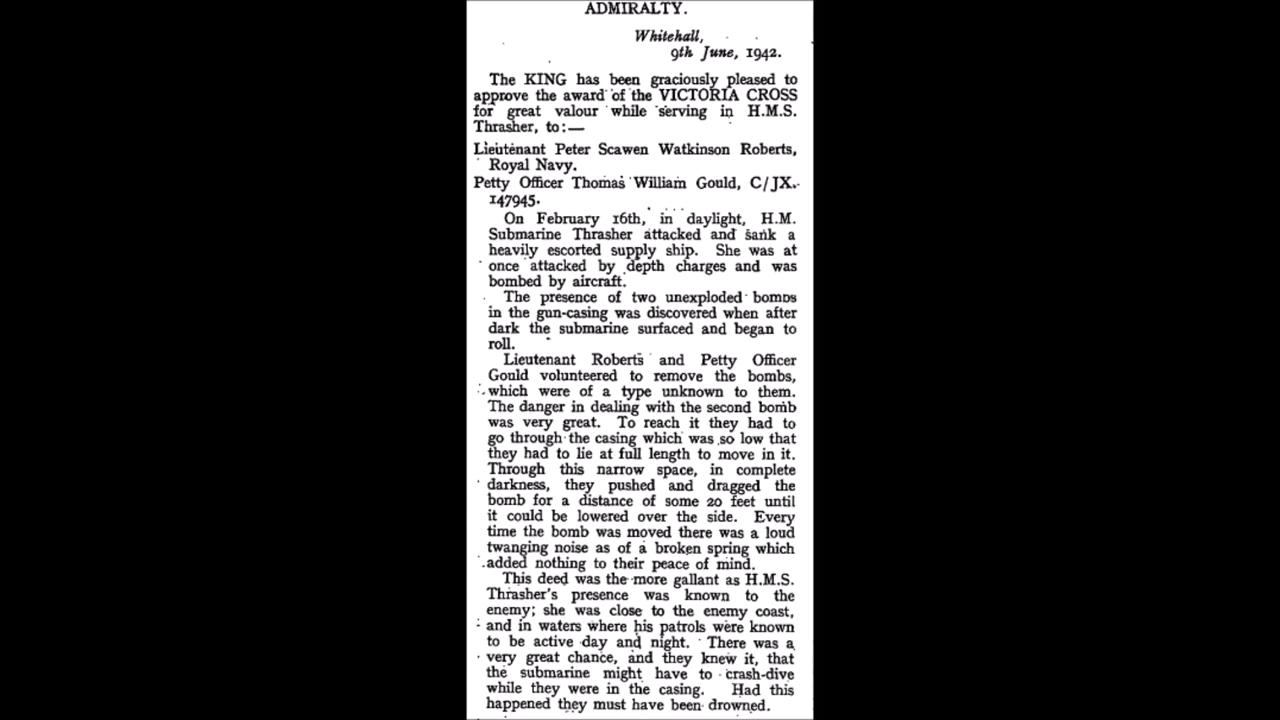 ADMIRALTY.
Whitehall,
9th June, 1942.
The KING has been graciously pleased to
approve the award of the VICTORIA CROSS
for great valour while serving in H.M.S.
Thrasher, to:—
Lieutenant Peter Scawen Watkinson Roberts,
Royal Navy.
Petty Officer Thomas William Gould, C/JX.
147945.
On February 16th, in daylight, H.M.
Submarine Thrasher attacked and sank a
heavily escorted supply ship. She was at
once attacked by depth charges and was
bombed by aircraft.
The presence of two unexploded bombs
in the gun-casing was discovered when after
dark the submarine surfaced and began to
roll.
Lieutenant Roberts and Petty Officer
Gould volunteered to remove the bombs,
which were of a type unknown to them.
The danger in dealing with the second bomb
was very great. To reach it they had to
go through the casing which was so low that
they had to lie at full length to move in it.
Through this narrow space, in complete
darkness, they pushed and dragged the
bomb for a distance of some 20 feet until
it could be lowered over the side. Every
time the bomb was moved there was a loud
twanging noise as of a broken spring which
added nothing to their peace of mind.
This deed was the more gallant as H.M.S.
Thrasher's presence was known to the
enemy; she was close to the enemy coast,
and in waters where his patrols were known
to be active day and night. There was a
very great chance, and they knew it, that
the submarine might have to crash-dive
while they were in the casing. Had this
happened they must have been drowned.